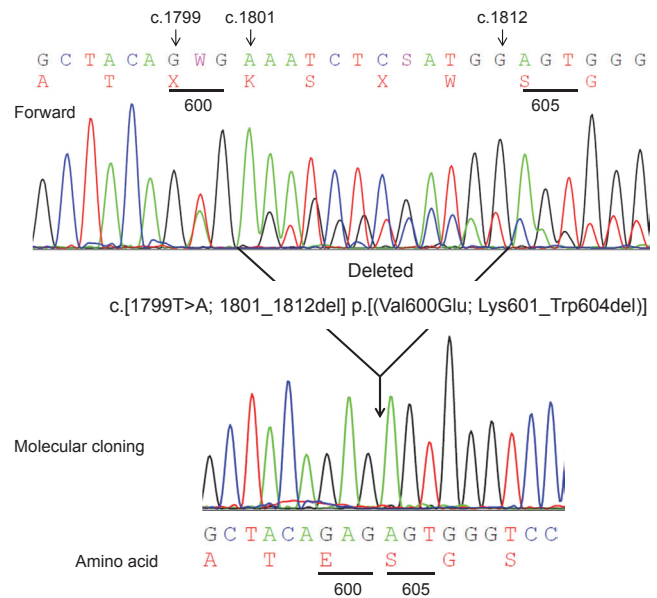 c.1799 c.1801 c.1812
G C T A C A G W G A A A T C T C S A T G G A G T G G G
A T X K S X W S G
600 605
Forward
Deleted
c.[1799T>A; 1801_1812del] p.[(Val600Glu; Lys601_Trp604del)]
Molecular cloning
G C T A C A G A G A G T G G G T C C
Amino acid A T E S G S
600 605